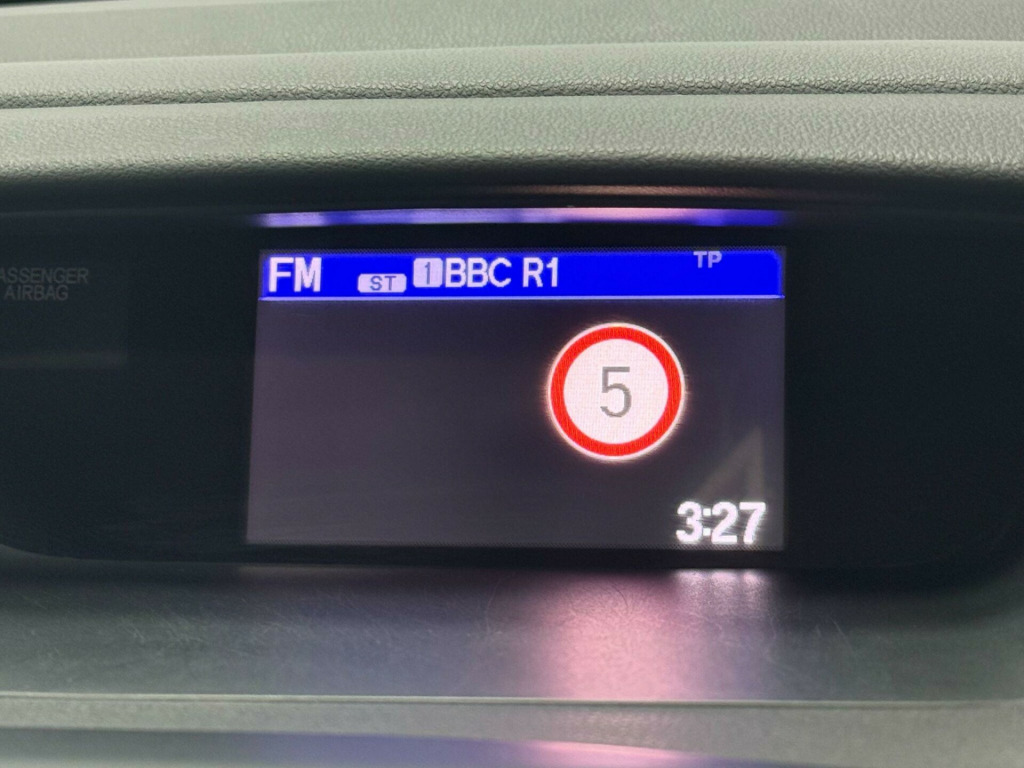 FM ST 1 BBC R1 TP
ASSENGER
AIRBAG
5
3:27